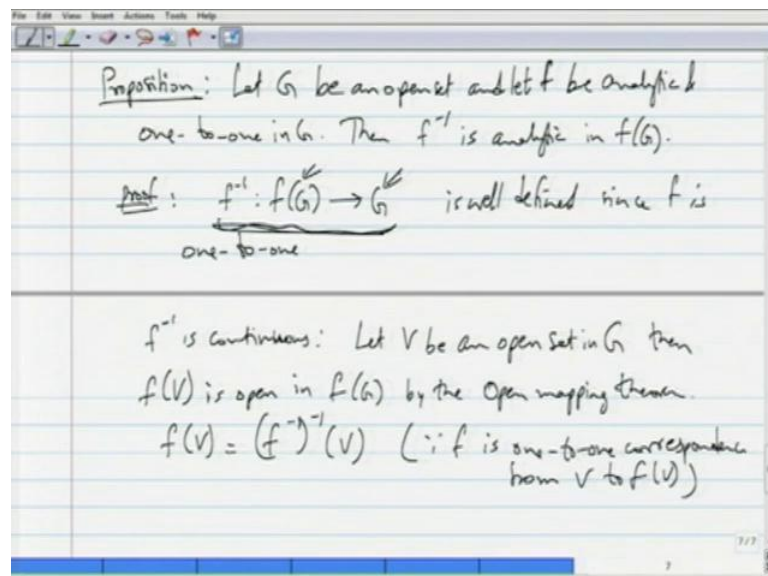 File Edit View Insert Actions Tools Help
Proposition : Let G be an open set and let f be analytic &
one-to-one in G. Then f⁻¹ is analytic in f(G).
Proof : f⁻¹ : f(G) → G is well defined since f is
one-to-one
f⁻¹ is continuous : Let V be an open set in G then
f(V) is open in f(G) by the Open mapping theorem.
f(V) = (f⁻¹)⁻¹(V) (∵ f is one-to-one correspondence
from V to f(V))
7/7
7